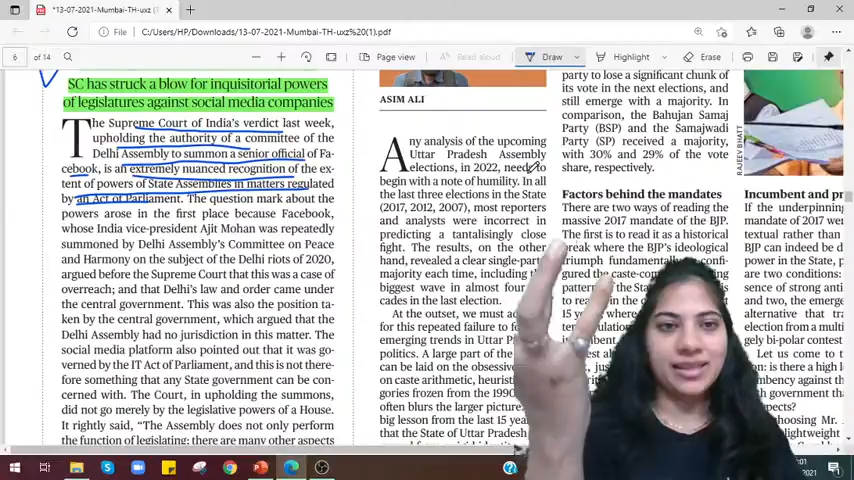 *13-07-2021-Mumbai-TH-uxz
File
C:/Users/HP/Downloads/13-07-2021-Mumbai-TH-uxz%20(1).pdf
6 of 14
Page view
Read aloud
Draw
Highlight
Erase
SC has struck a blow for inquisitorial powers
of legislatures against social media companies
The Supreme Court of India's verdict last week,
upholding the authority of a committee of the
Delhi Assembly to summon a senior official of Fa-
cebook, is an extremely nuanced recognition of the ex-
tent of powers of State Assemblies in matters regulated
by an Act of Parliament. The question mark about the
powers arose in the first place because Facebook,
whose India vice-president Ajit Mohan was repeatedly
summoned by Delhi Assembly's Committee on Peace
and Harmony on the subject of the Delhi riots of 2020,
argued before the Supreme Court that this was a case of
overreach; and that Delhi's law and order came under
the central government. This was also the position ta-
ken by the central government, which argued that the
Delhi Assembly had no jurisdiction in this matter. The
social media platform also pointed out that it was go-
verned by the IT Act of Parliament, and this is not there-
fore something that any State government can be con-
cerned with. The Court, in upholding the summons,
did not go merely by the legislative powers of a House.
It rightly said, "The Assembly does not only perform
the function of legislating; there are many other aspects
ASIM ALI
Any analysis of the upcoming
Uttar Pradesh Assembly
elections, in 2022, needs to
begin with a note of humility. In all
the last three elections in the State
(2017, 2012, 2007), most reporters
and analysts were incorrect in
predicting a tantalisingly close
fight. The results, on the other
hand, revealed a clear single-party
majority each time, including the
biggest wave in almost four
cades in the last election.
At the outset, we must
for this repeated failure to
emerging trends in Uttar
politics. A large part of the
can be laid on the obsessive
on caste arithmetic, heuristic
gories frozen from the 1990
often blurs the larger picture.
big lesson from the last 15 years
that the State of Uttar Pradesh
party to lose a significant chunk of
its vote in the next elections, and
still emerge with a majority. In
comparison, the Bahujan Samaj
Party (BSP) and the Samajwadi
Party (SP) received a majority,
with 30% and 29% of the vote
share, respectively.
Factors behind the mandates
There are two ways of reading the
massive 2017 mandate of the BJP.
The first is to read it as a historical
break where the BJP's ideological
triumph fundamentally
gured the
pattern
to
15 years
RAJEEV BHATT
Incumbent and
If the underpinning
mandate of 2017 were
textual rather than
BJP can indeed be
power in the State,
are two conditions:
sence of strong anti
and two, the emerge
alternative that
election from a multi
gely bi-polar contest
Let us come to
on: is there a high
mbency against
th government
spects?
choosing Mr.
lightweight
:01
2021